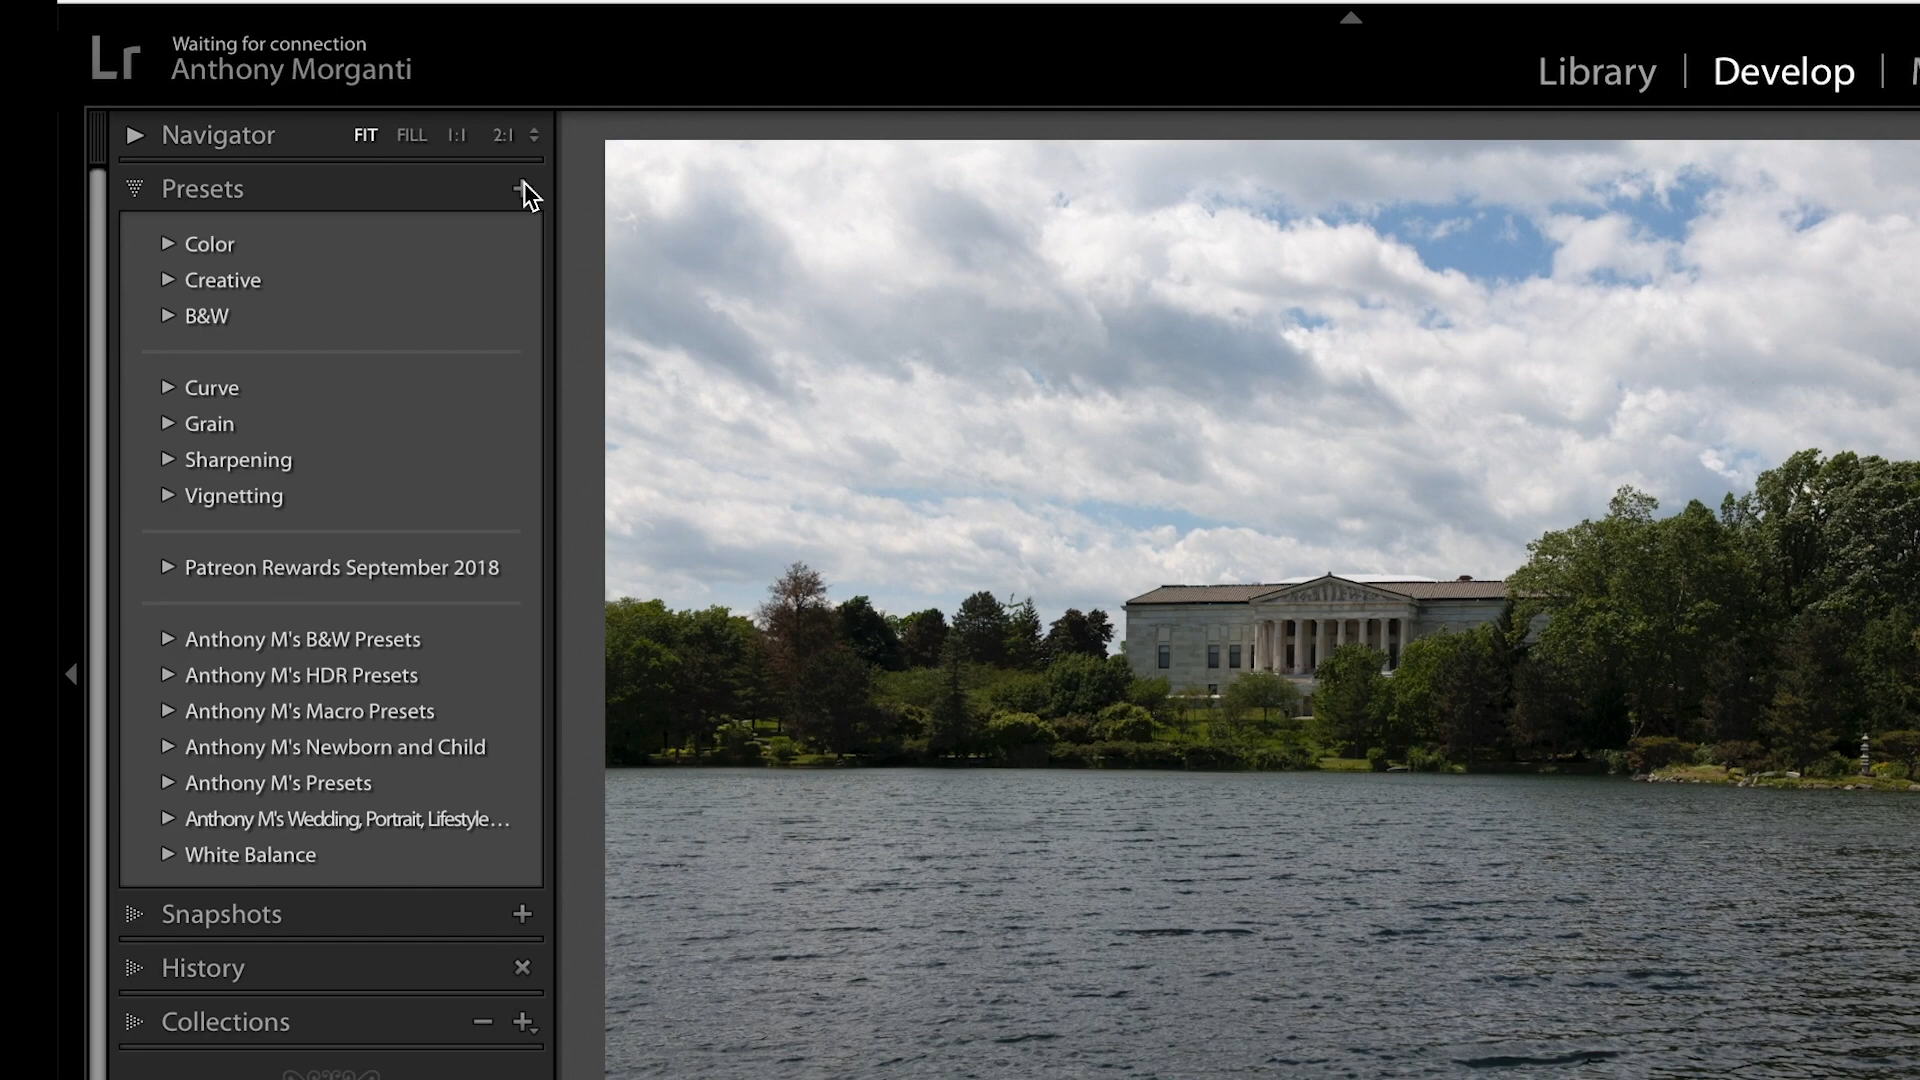 Lr
Waiting for connection
Anthony Morganti
Library | Develop |
Navigator FIT FILL 1:1 2:1
Presets
Color
Creative
B&W
Curve
Grain
Sharpening
Vignetting
Patreon Rewards September 2018
Anthony M's B&W Presets
Anthony M's HDR Presets
Anthony M's Macro Presets
Anthony M's Newborn and Child
Anthony M's Presets
Anthony M's Wedding, Portrait, Lifestyle...
White Balance
Snapshots
History
Collections